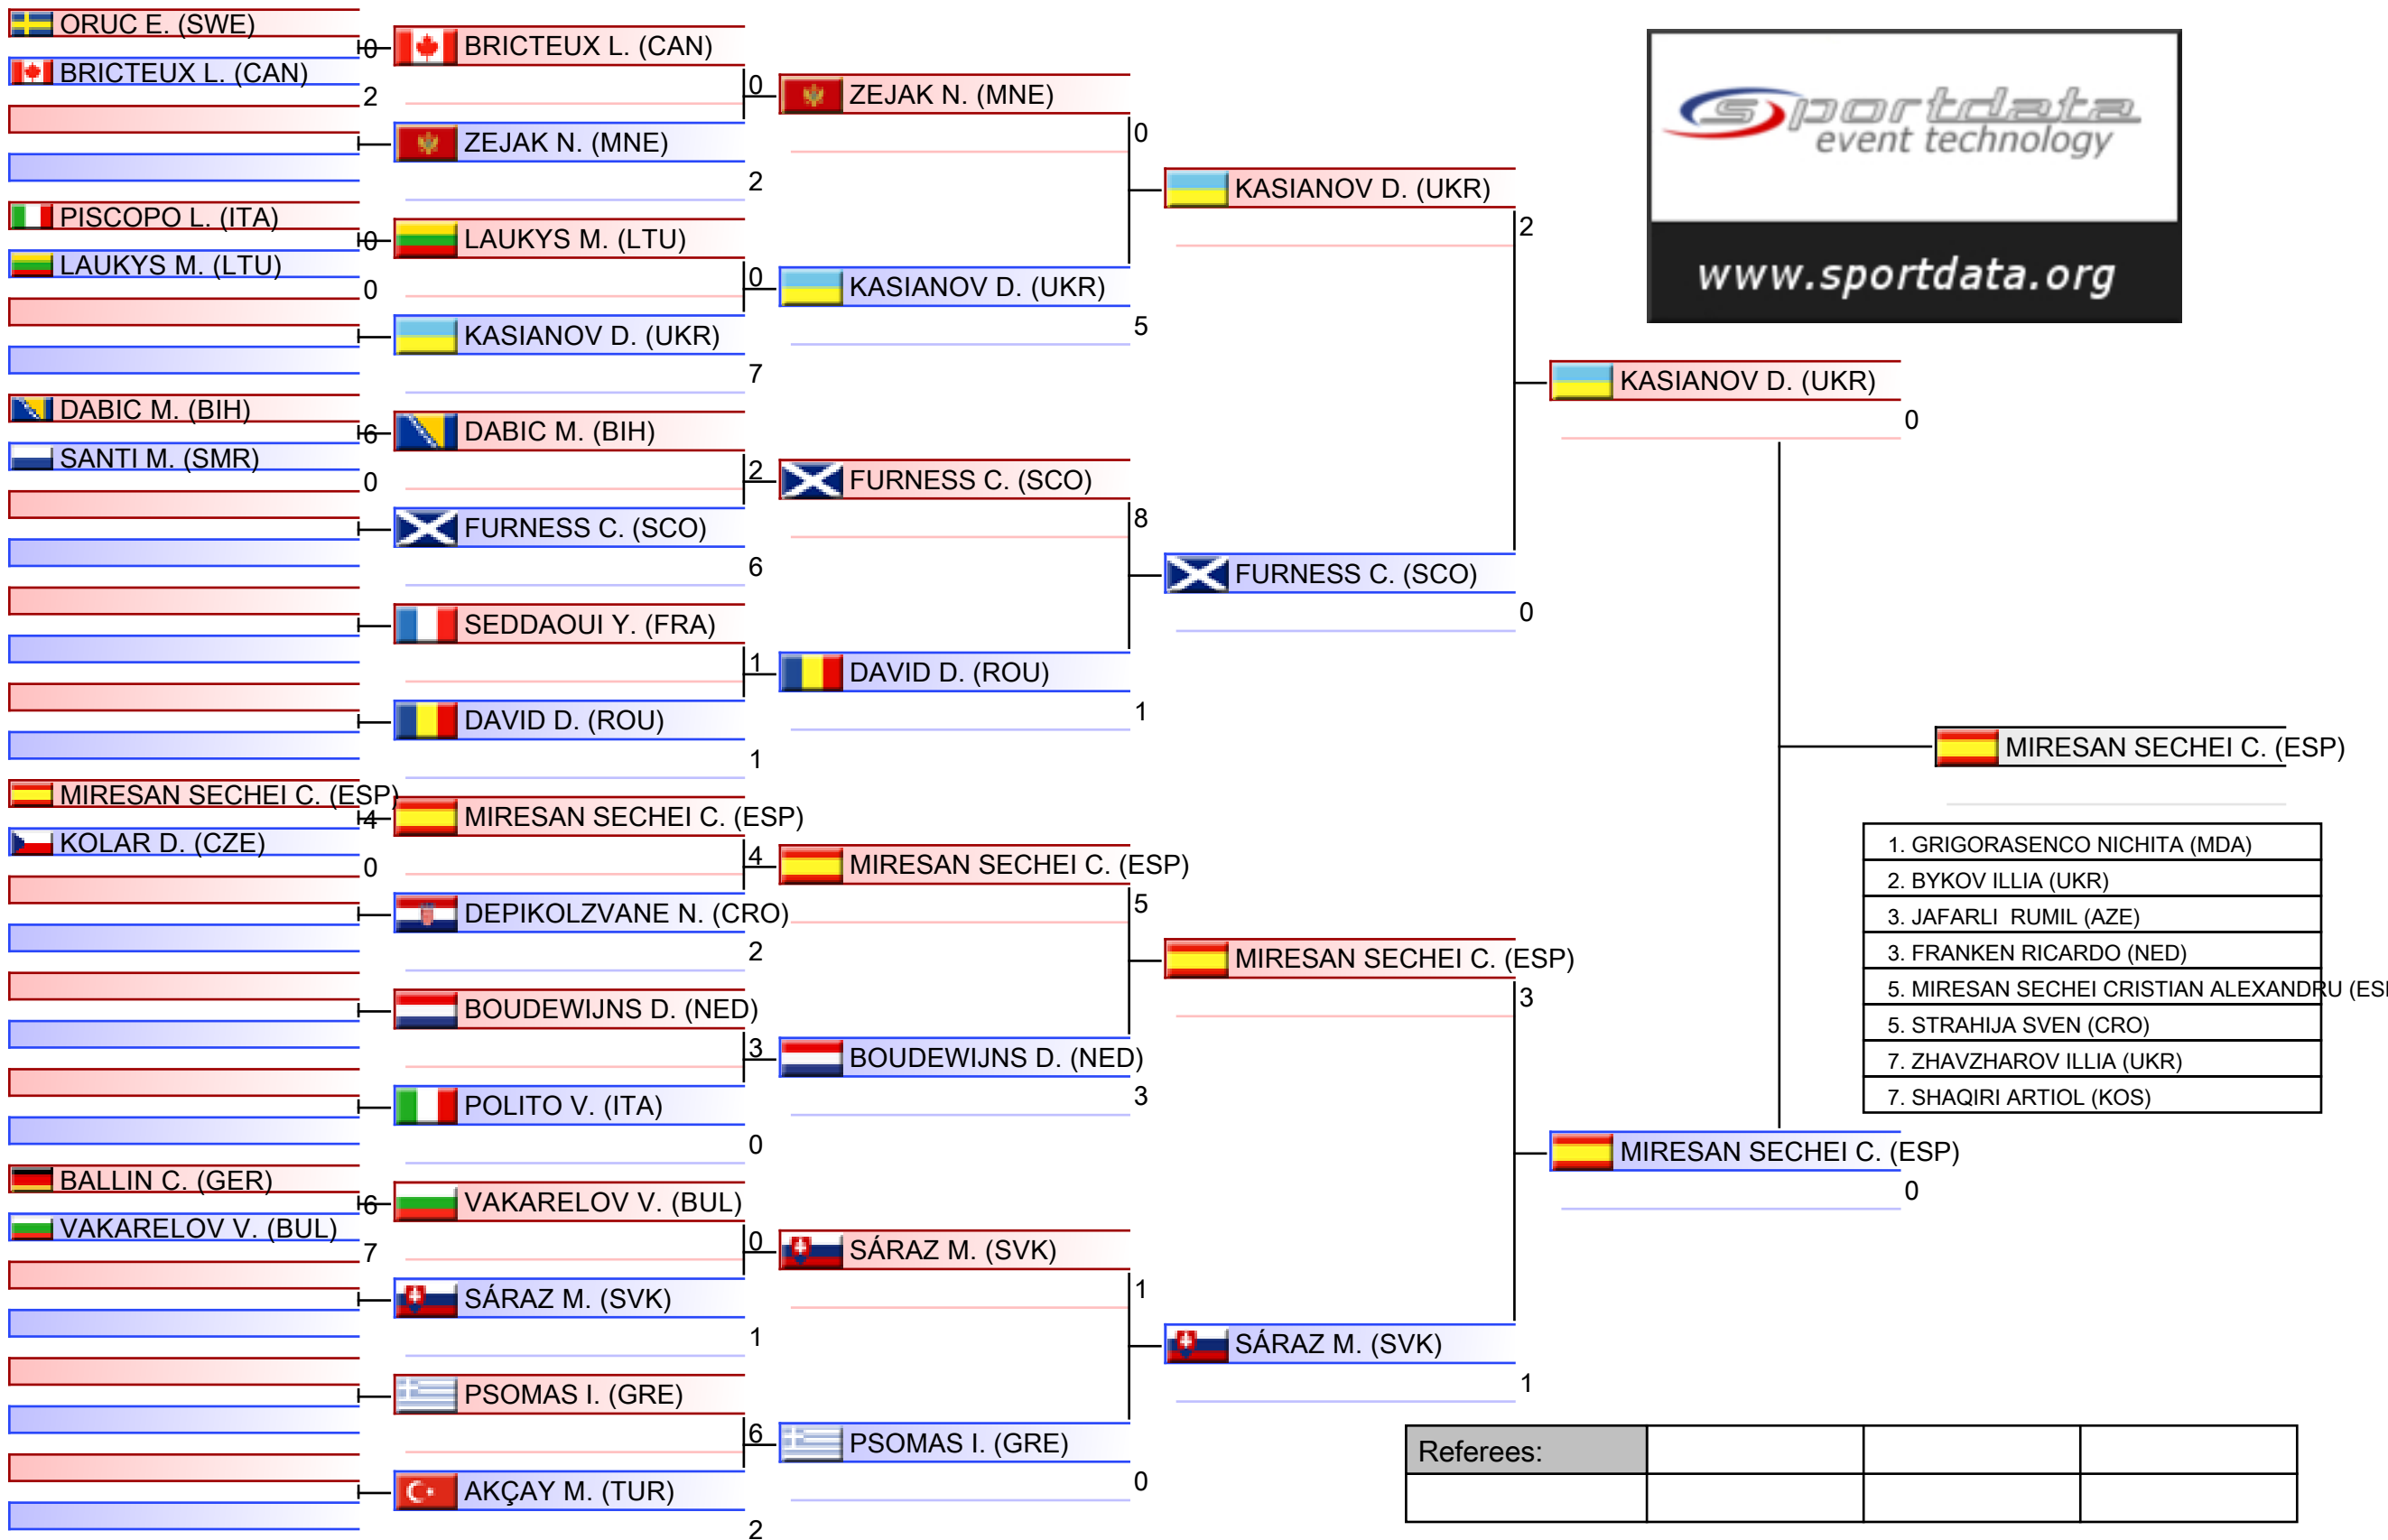 ORUC E. (SWE)
0
BRICTEUX L. (CAN)
2
PISCOPO L. (ITA)
0
LAUKYS M. (LTU)
0
DABIC M. (BIH)
6
SANTI M. (SMR)
0
MIRESAN SECHEI C. (ESP)
4
KOLAR D. (CZE)
0
BALLIN C. (GER)
6
VAKARELOV V. (BUL)
7
BRICTEUX L. (CAN)
0
ZEJAK N. (MNE)
2
LAUKYS M. (LTU)
0
KASIANOV D. (UKR)
7
DABIC M. (BIH)
2
FURNESS C. (SCO)
6
SEDDAOUI Y. (FRA)
1
DAVID D. (ROU)
1
MIRESAN SECHEI C. (ESP)
4
DEPIKOLZVANE N. (CRO)
2
BOUDEWIJNS D. (NED)
3
POLITO V. (ITA)
0
VAKARELOV V. (BUL)
0
SÁRAZ M. (SVK)
1
PSOMAS I. (GRE)
6
AKÇAY M. (TUR)
2
ZEJAK N. (MNE)
0
KASIANOV D. (UKR)
5
FURNESS C. (SCO)
8
DAVID D. (ROU)
1
MIRESAN SECHEI C. (ESP)
5
BOUDEWIJNS D. (NED)
3
SÁRAZ M. (SVK)
1
PSOMAS I. (GRE)
0
KASIANOV D. (UKR)
2
FURNESS C. (SCO)
0
MIRESAN SECHEI C. (ESP)
3
SÁRAZ M. (SVK)
1
KASIANOV D. (UKR)
0
MIRESAN SECHEI C. (ESP)
0
MIRESAN SECHEI C. (ESP)
sportdata
event technology
www.sportdata.org
1. GRIGORASENCO NICHITA (MDA)
2. BYKOV ILLIA (UKR)
3. JAFARLI  RUMIL (AZE)
3. FRANKEN RICARDO (NED)
5. MIRESAN SECHEI CRISTIAN ALEXANDRU (ES
5. STRAHIJA SVEN (CRO)
7. ZHAVZHAROV ILLIA (UKR)
7. SHAQIRI ARTIOL (KOS)
Referees: